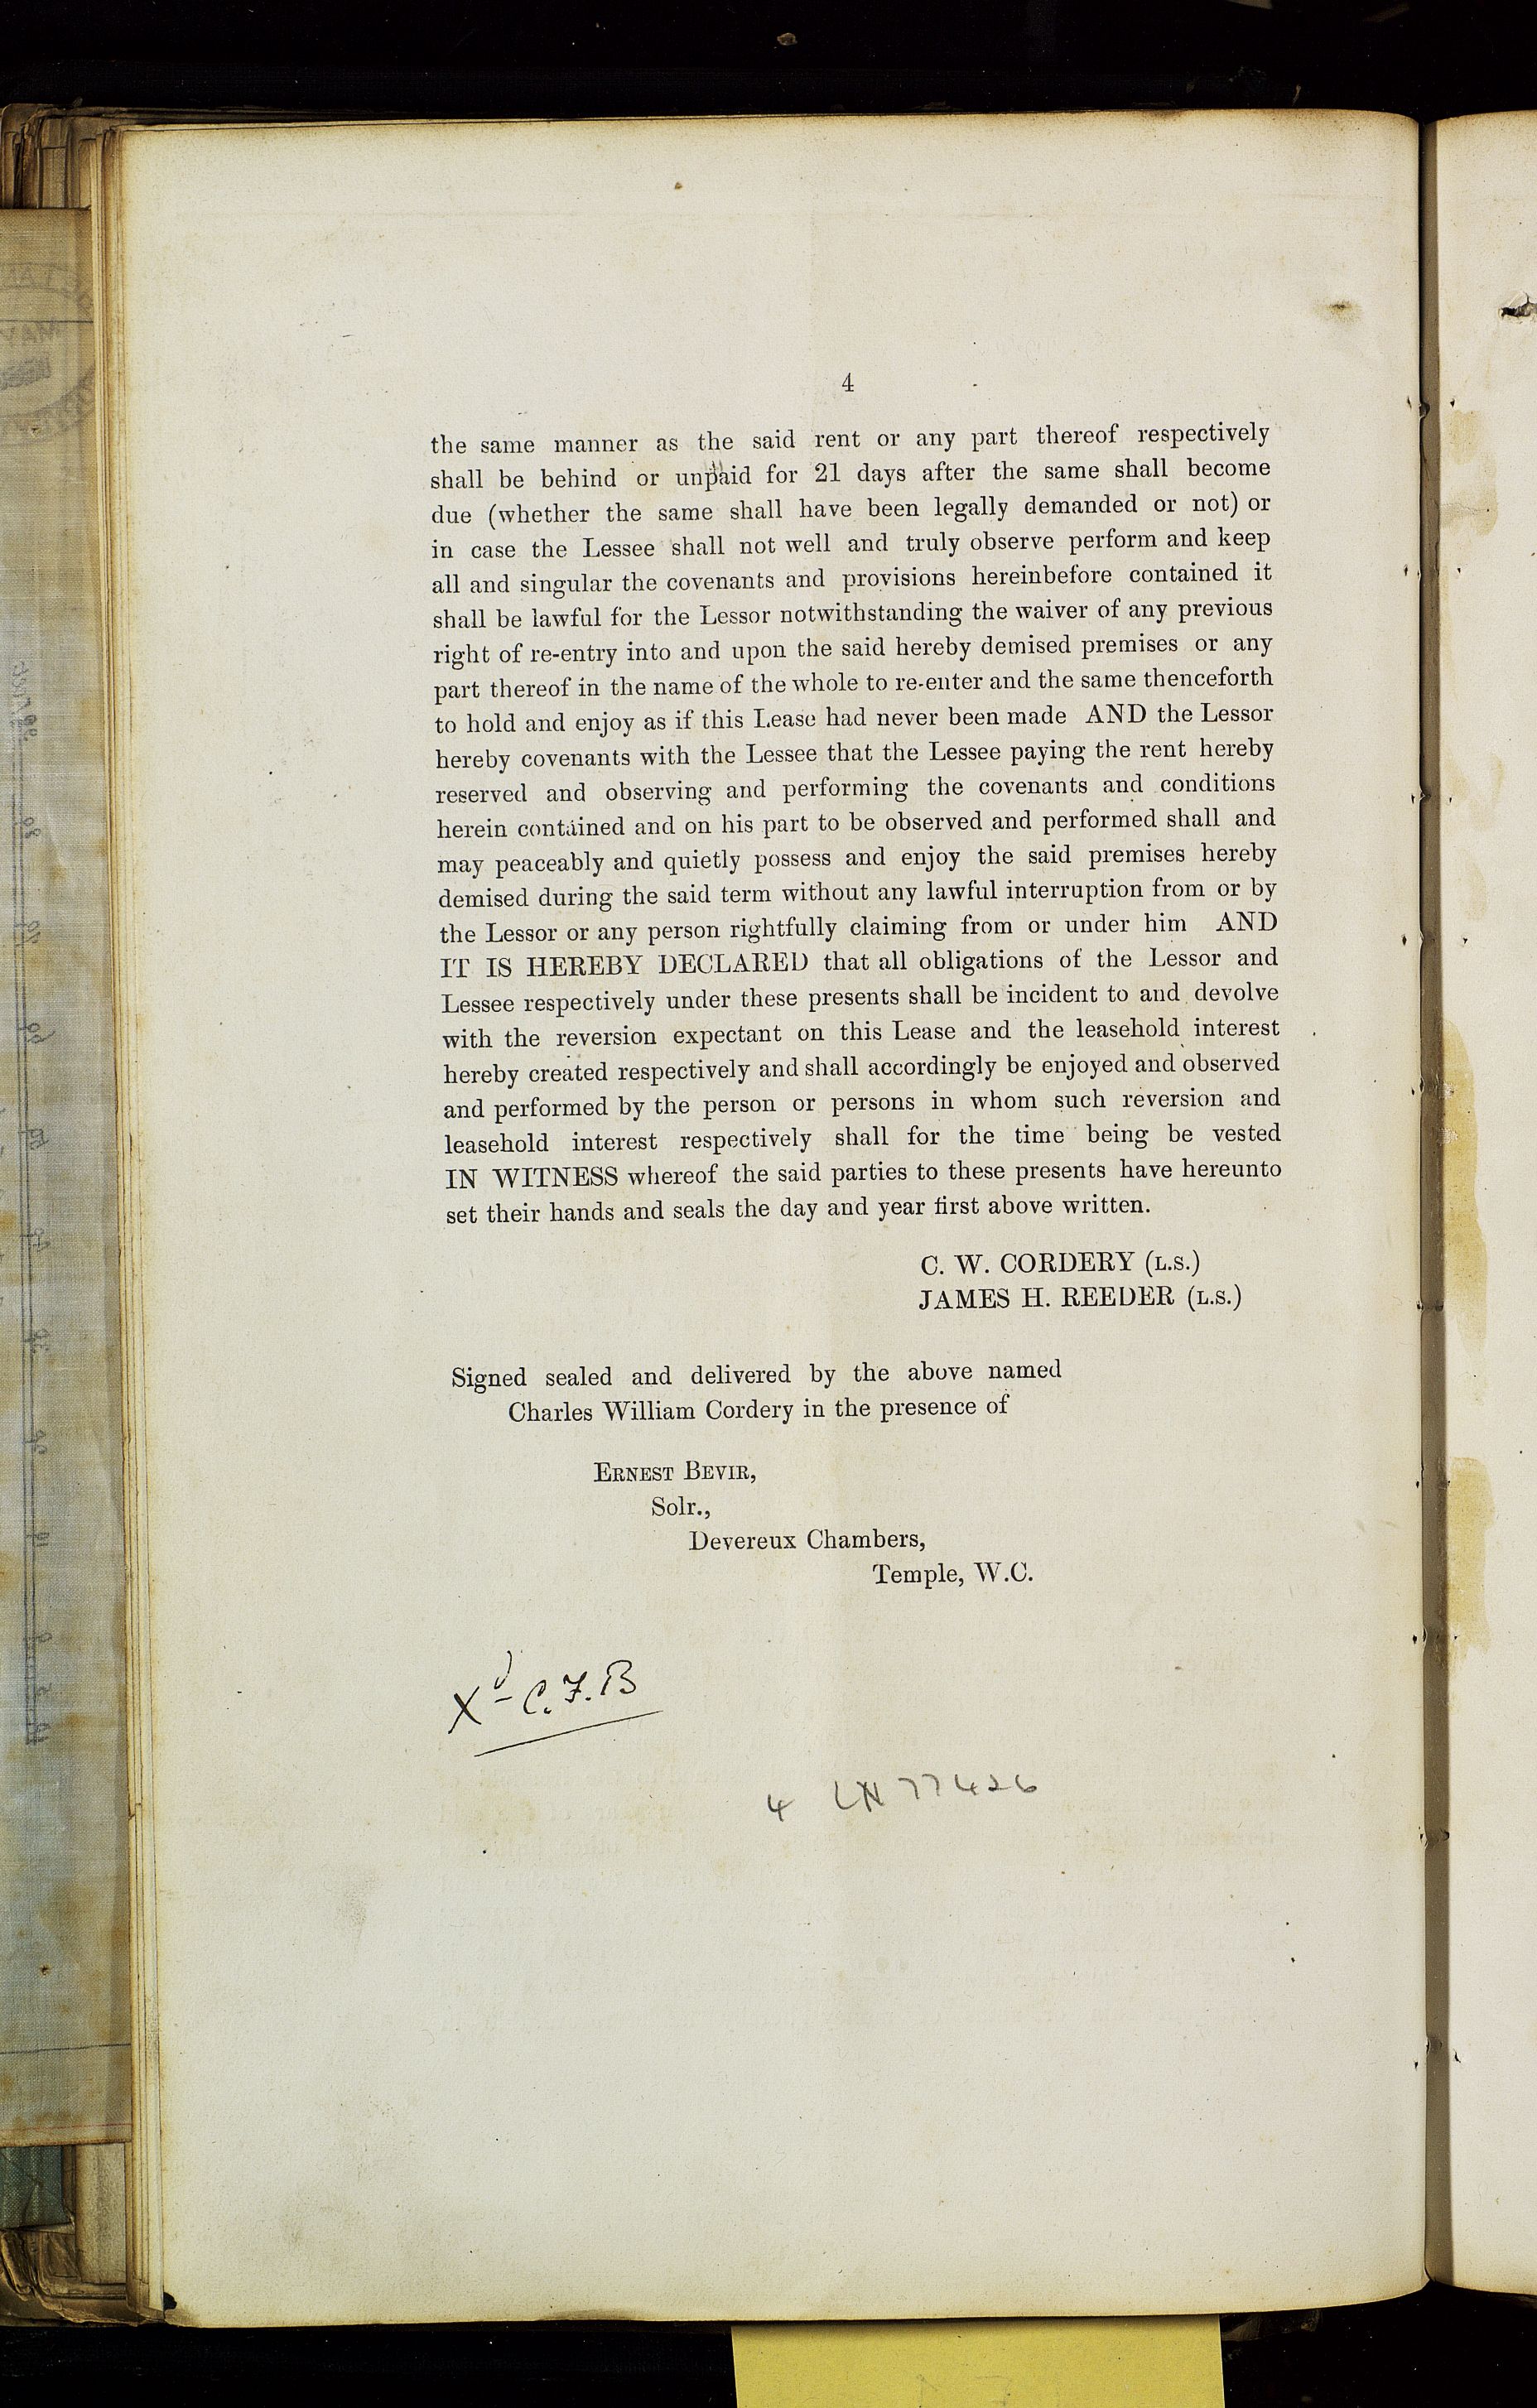 4
the same manner as the said rent or any part thereof respectively
shall be behind or unpaid for 21 days after the same shall become
due (whether the same shall have been legally demanded or not) or
in case the Lessee shall not well and truly observe perform and keep
all and singular the covenants and provisions hereinbefore contained it
shall be lawful for the Lessor notwithstanding the waiver of any previous
right of re-entry into and upon the said hereby demised premises or any
part thereof in the name of the whole to re-enter and the same thenceforth
to hold and enjoy as if this Lease had never been made AND the Lessor
hereby covenants with the Lessee that the Lessee paying the rent hereby
reserved and observing and performing the covenants and conditions
herein contained and on his part to be observed and performed shall and
may peaceably and quietly possess and enjoy the said premises hereby
demised during the said term without any lawful interruption from or by
the Lessor or any person rightfully claiming from or under him AND
IT IS HEREBY DECLARED that all obligations of the Lessor and
Lessee respectively under these presents shall be incident to and devolve
with the reversion expectant on this Lease and the leasehold interest
hereby created respectively and shall accordingly be enjoyed and observed
and performed by the person or persons in whom such reversion and
leasehold interest respectively shall for the time being be vested
IN WITNESS whereof the said parties to these presents have hereunto
set their hands and seals the day and year first above written.
C. W. CORDERY (L.S.)
JAMES H. REEDER (L.S.)
Signed sealed and delivered by the above named
Charles William Cordery in the presence of
ERNEST BEVIR,
Solr.,
Devereux Chambers,
Temple, W.C.
Xd - C.F.B
4 LN 77426